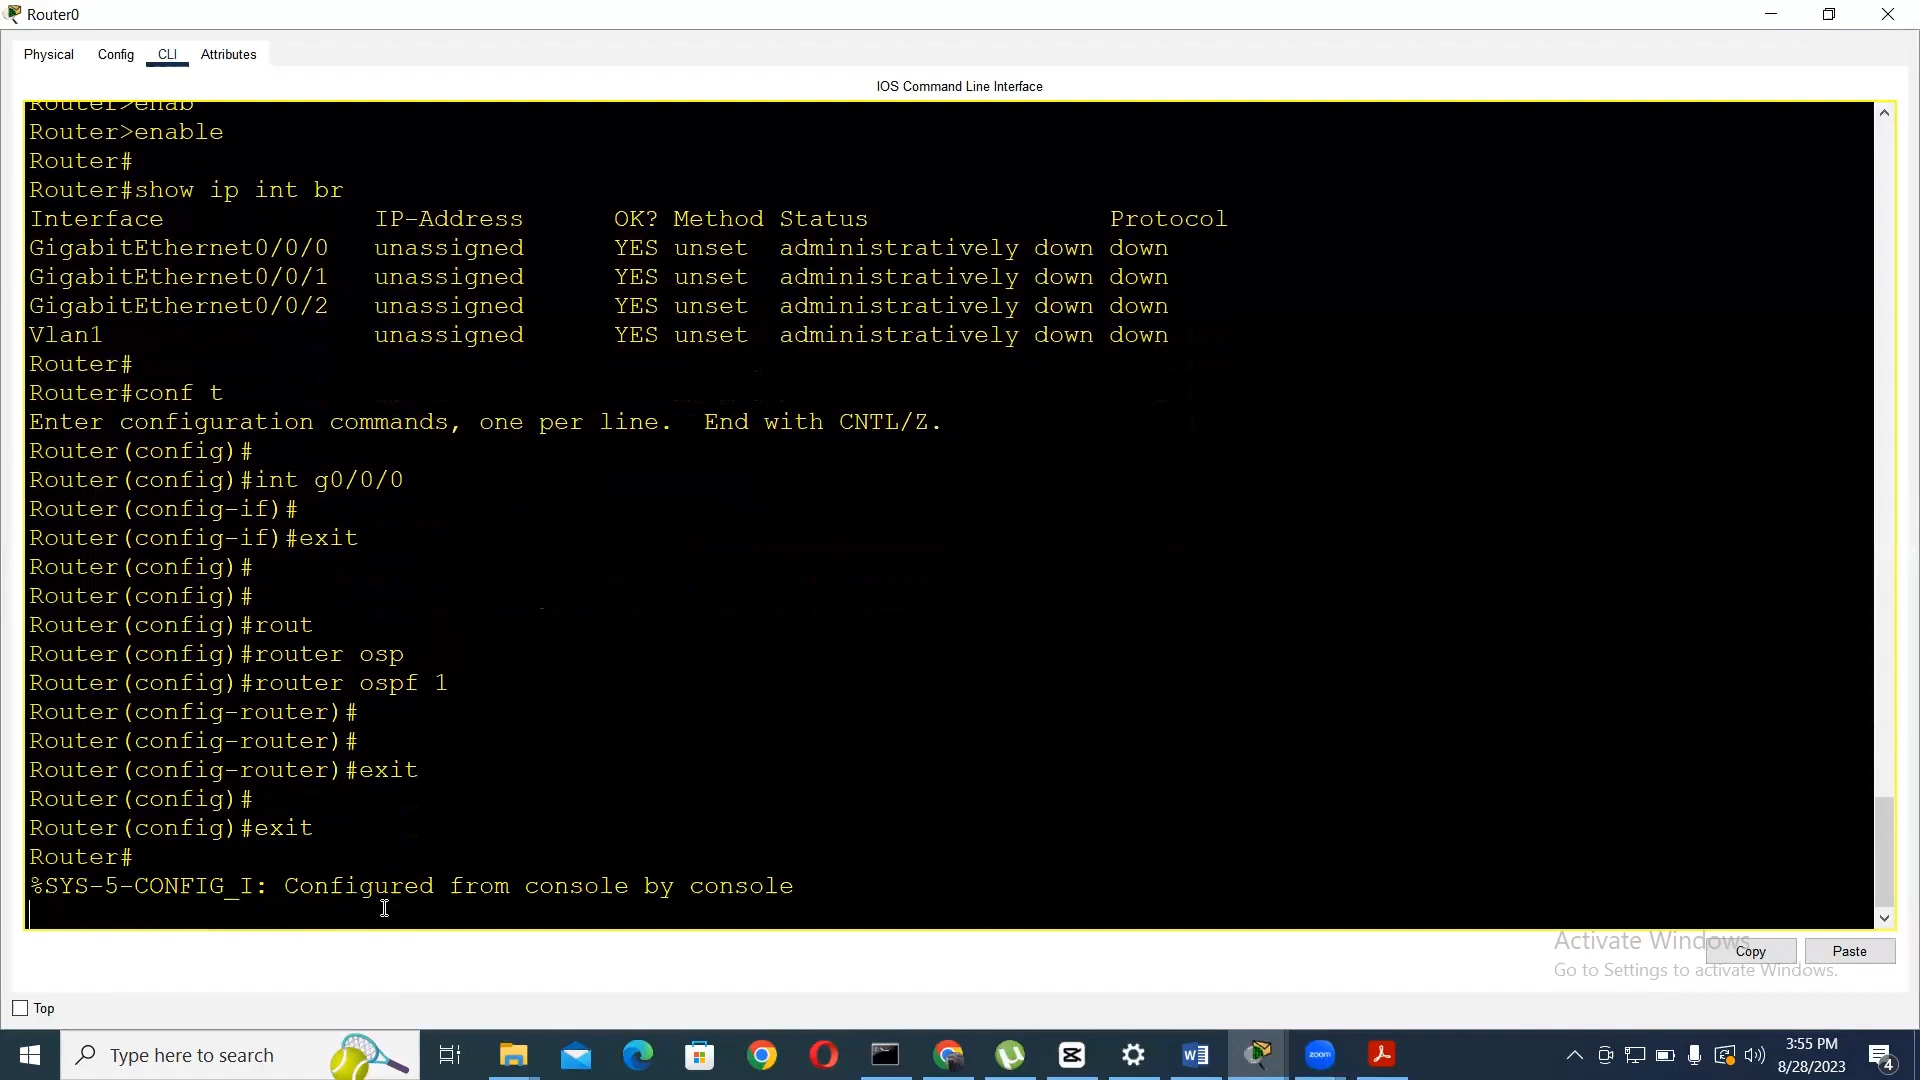 Router0
Physical Config CLI Attributes
IOS Command Line Interface
Router>enab
Router>enable
Router#
Router#show ip int br
Interface IP-Address OK? Method Status Protocol
GigabitEthernet0/0/0 unassigned YES unset administratively down down
GigabitEthernet0/0/1 unassigned YES unset administratively down down
GigabitEthernet0/0/2 unassigned YES unset administratively down down
Vlan1 unassigned YES unset administratively down down
Router#
Router#conf t
Enter configuration commands, one per line. End with CNTL/Z.
Router(config)#
Router(config)#int g0/0/0
Router(config-if)#
Router(config-if)#exit
Router(config)#
Router(config)#
Router(config)#rout
Router(config)#router osp
Router(config)#router ospf 1
Router(config-router)#
Router(config-router)#
Router(config-router)#exit
Router(config)#
Router(config)#exit
Router#
%SYS-5-CONFIG_I: Configured from console by console
Activate Windows
Go to Settings to activate Windows.
Copy Paste
Top
Type here to search
zoom
3:55 PM
8/28/2023
4